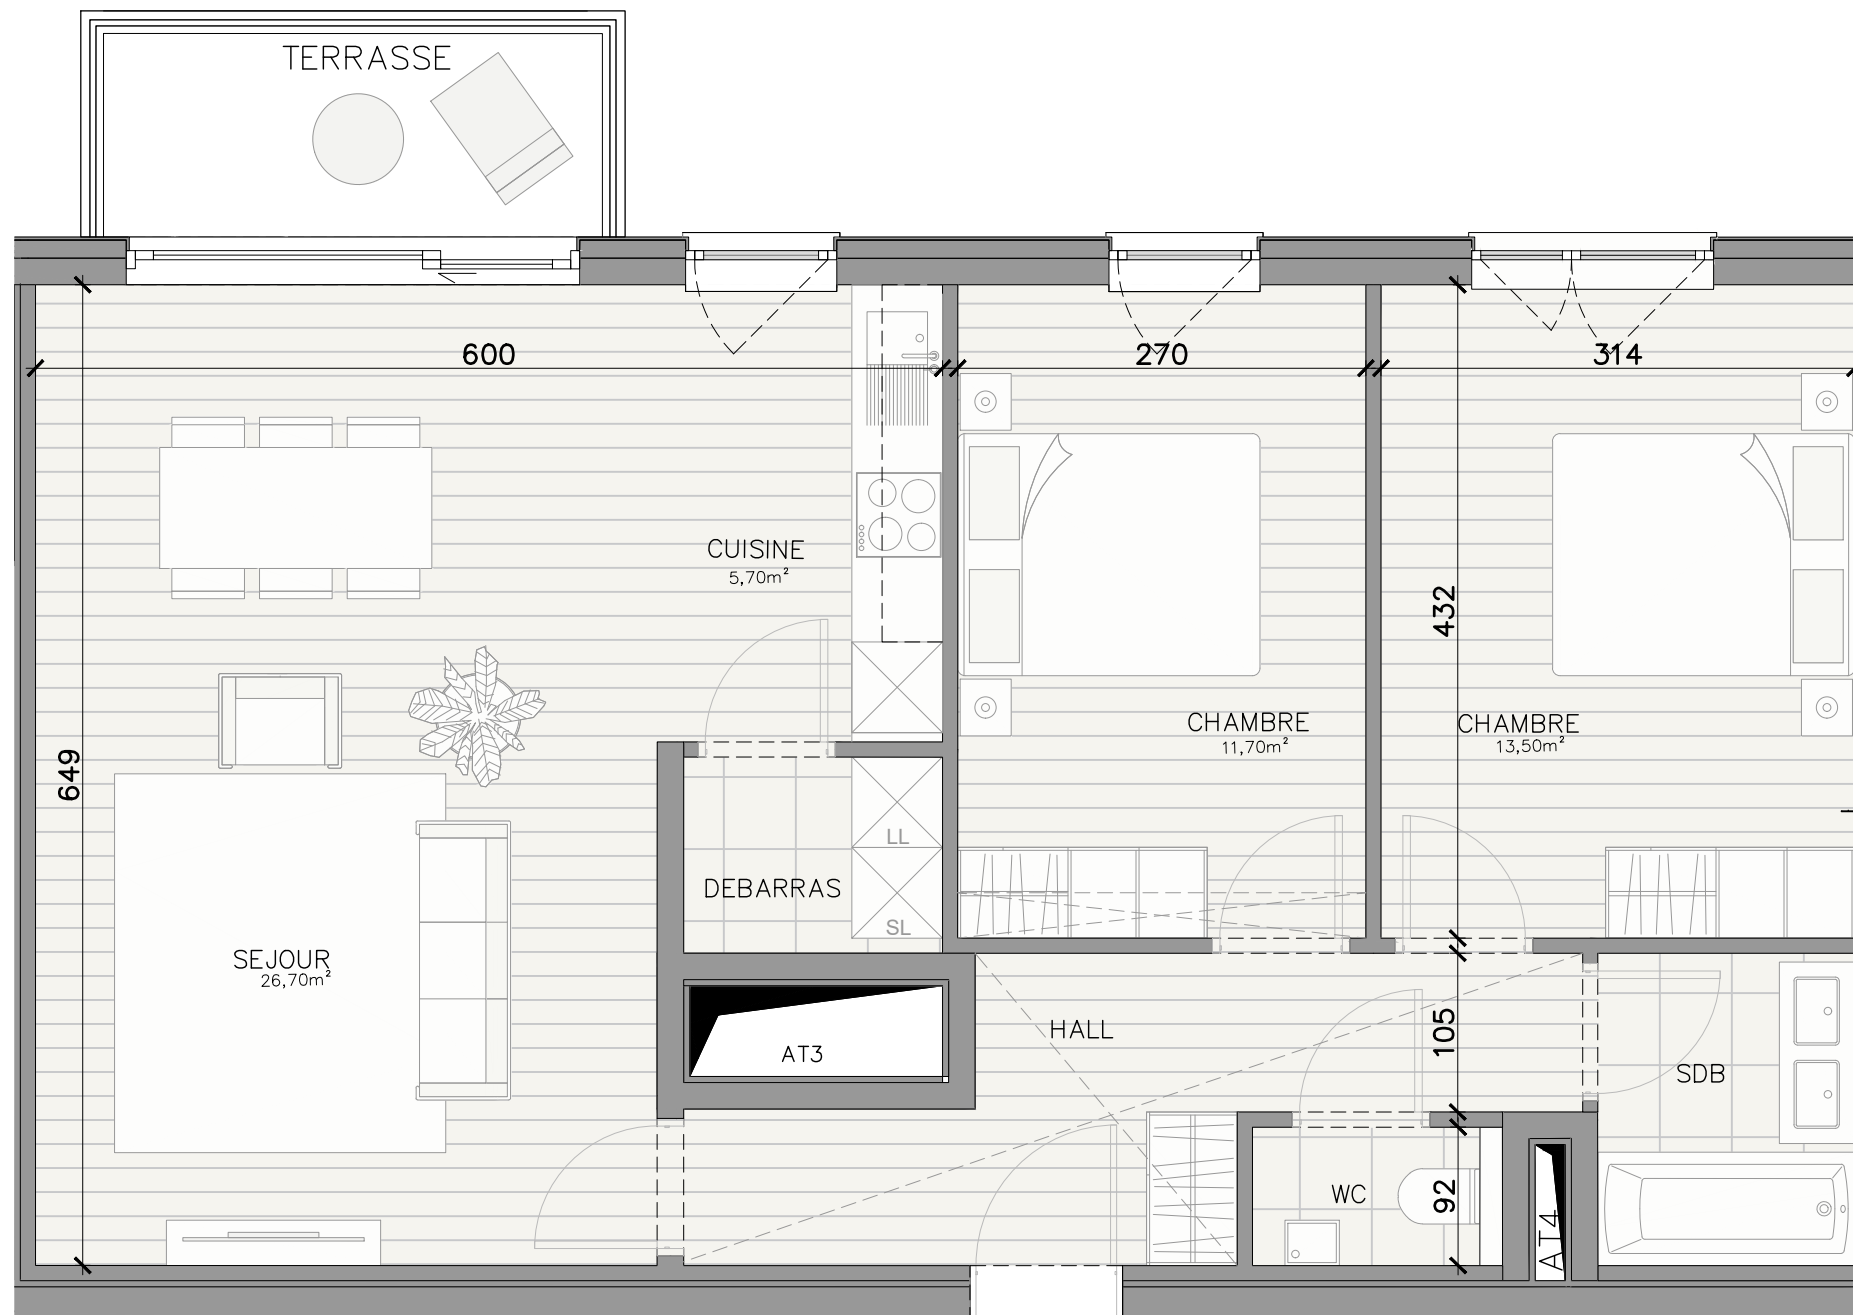 TERRASSE
600
270
314
CUISINE
5,70m²
432
CHAMBRE
11,70m²
CHAMBRE
13,50m²
649
LL
DEBARRAS
SL
SEJOUR
26,70m²
HALL
105
AT3
SDB
WC
92
AT4